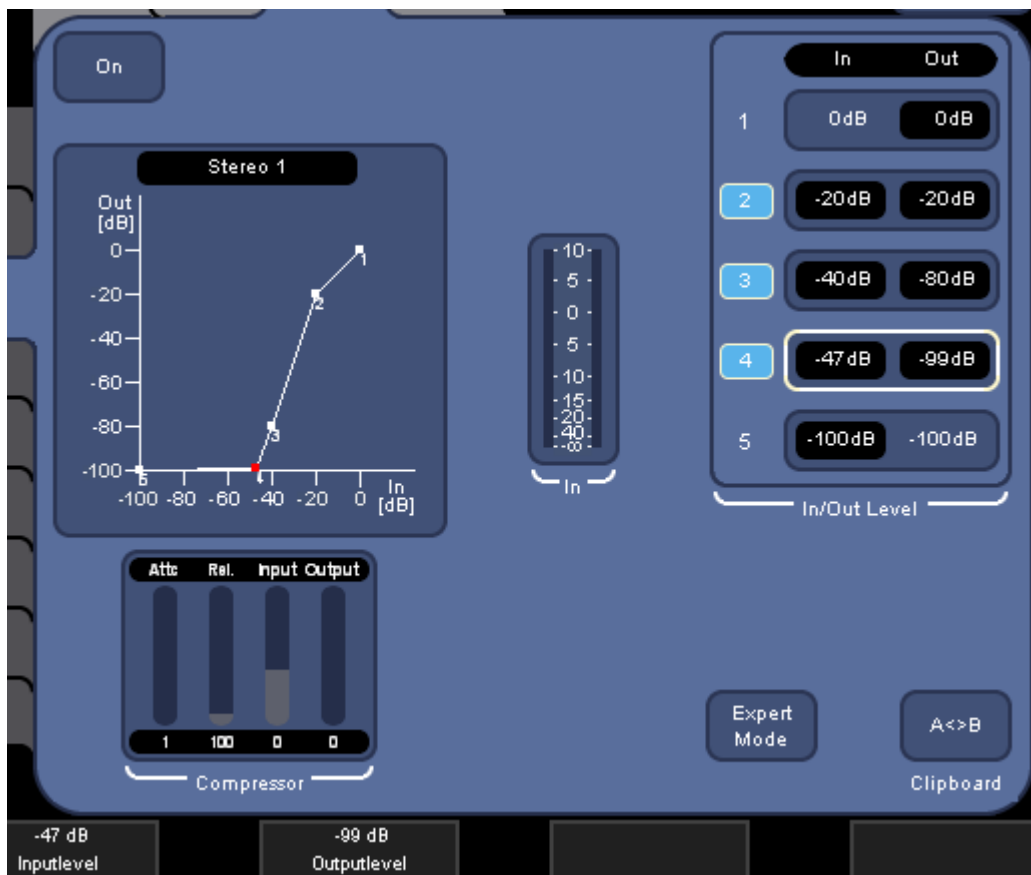 On
In Out
1 0dB 0dB
2 -20dB -20dB
3 -40dB -80dB
4 -47dB -99dB
5 -100dB -100dB
In/Out Level
Stereo 1
Out
[dB]
0
-20
-40
-60
-80
-100
1
2
3
4
5
-100 -80 -60 -40 -20 0
In
[dB]
10
5
0
5
10
15
20
40
∞
In
Attc Rel. Input Output
1 100 0 0
Compressor
Expert
Mode
A<>B
Clipboard
-47 dB
Inputlevel
-99 dB
Outputlevel